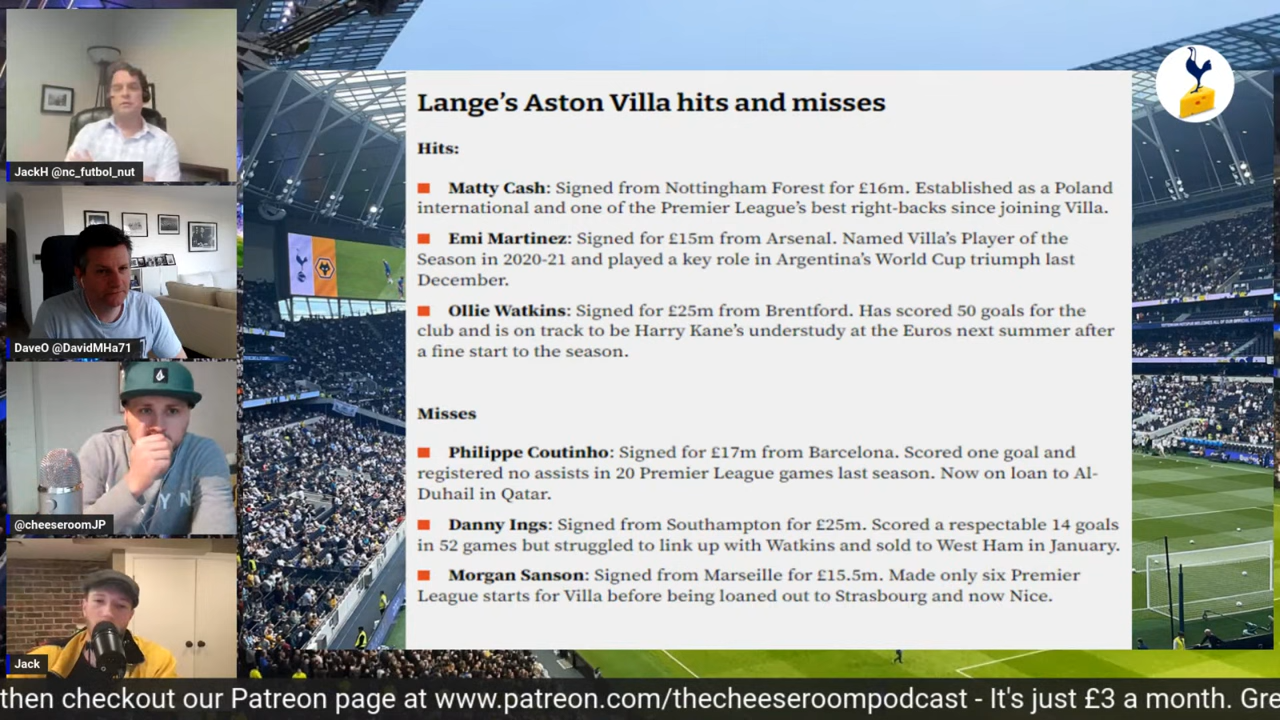 JackH @nc_futbol_nut
DaveO @DavidMHa71
@cheeseroomJP
Jack
Lange’s Aston Villa hits and misses
Hits:
Matty Cash: Signed from Nottingham Forest for £16m. Established as a Poland
international and one of the Premier League’s best right-backs since joining Villa.
Emi Martinez: Signed for £15m from Arsenal. Named Villa’s Player of the
Season in 2020-21 and played a key role in Argentina’s World Cup triumph last
December.
Ollie Watkins: Signed for £25m from Brentford. Has scored 50 goals for the
club and is on track to be Harry Kane’s understudy at the Euros next summer after
a fine start to the season.
Misses
Philippe Coutinho: Signed for £17m from Barcelona. Scored one goal and
registered no assists in 20 Premier League games last season. Now on loan to Al-
Duhail in Qatar.
Danny Ings: Signed from Southampton for £25m. Scored a respectable 14 goals
in 52 games but struggled to link up with Watkins and sold to West Ham in January.
Morgan Sanson: Signed from Marseille for £15.5m. Made only six Premier
League starts for Villa before being loaned out to Strasbourg and now Nice.
then checkout our Patreon page at www.patreon.com/thecheeseroompodcast - It's just £3 a month. Gre